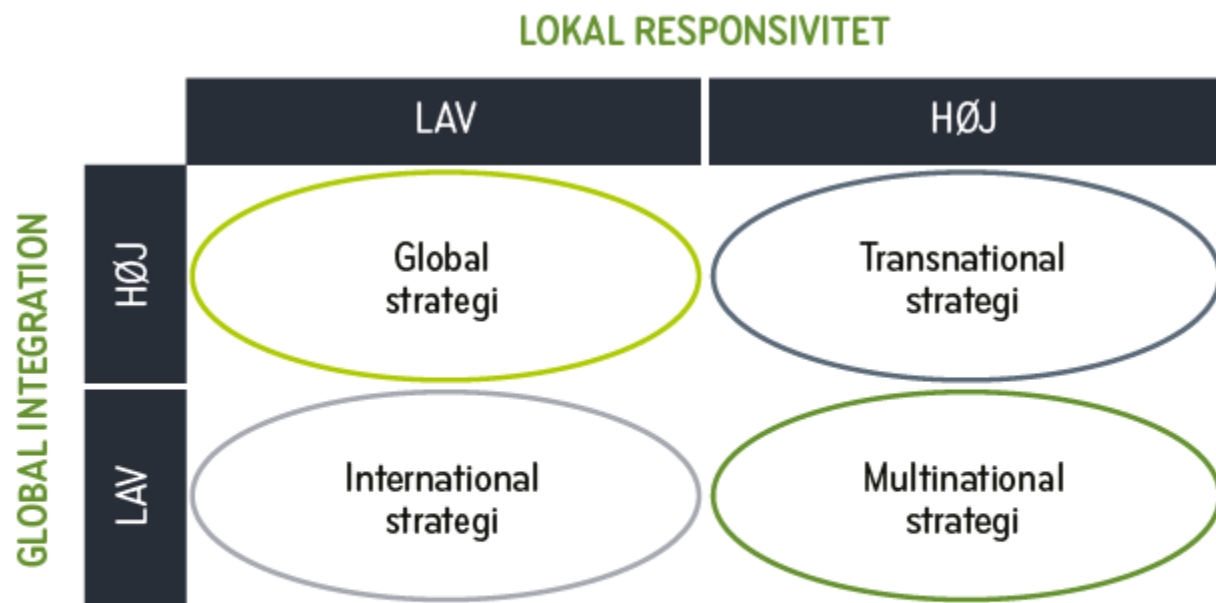 LOKAL RESPONSIVITET
LAV
HØJ
GLOBAL INTEGRATION
HØJ
Global
strategi
Transnational
strategi
LAV
International
strategi
Multinational
strategi